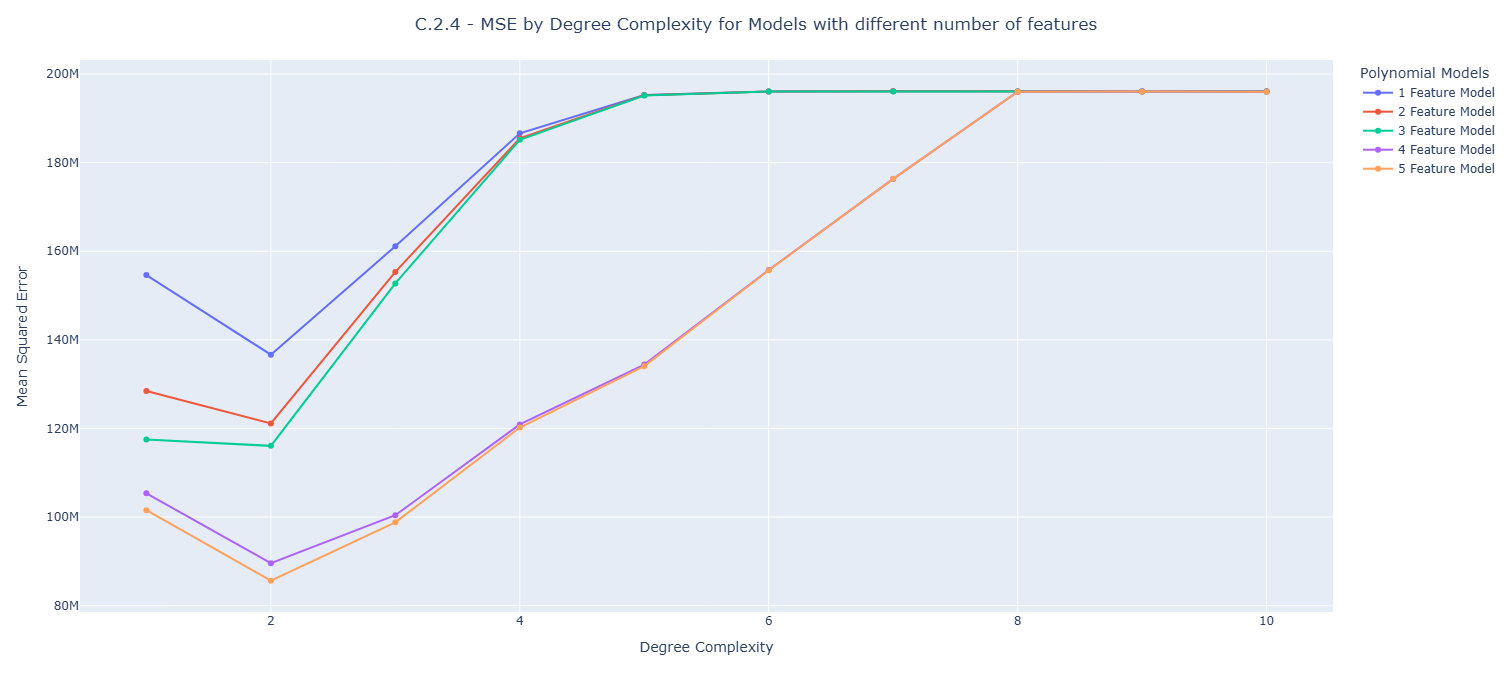 C.2.4 - MSE by Degree Complexity for Models with different number of features
200M
180M
160M
140M
120M
100M
80M
Mean Squared Error
2
4
6
8
10
Degree Complexity
Polynomial Models
1 Feature Model
2 Feature Model
3 Feature Model
4 Feature Model
5 Feature Model